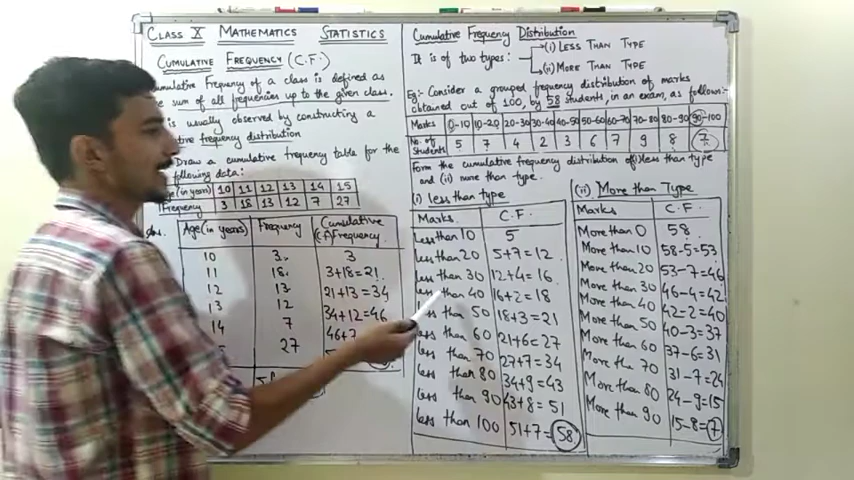 CLASS X MATHEMATICS STATISTICS
CUMULATIVE FREQUENCY (C.F)
Cumulative Frequency of a class is defined as
the sum of all frequencies up to the given class.
is usually observed by constructing a
frequency distribution
Draw a cumulative frequency table for the
following data:
Age(in years) 10 11 12 13 14 15
Frequency 3 18 13 12 7 27
Ans.
Age(in years) Frequency Cumulative (C.F) Frequency
10 3 3
11 18 3+18=21
12 13 21+13=34
13 12 34+12=46
14 7 46+7
27
Cumulative Frequency Distribution
It is of two types: (i) LESS THAN TYPE
(ii) MORE THAN TYPE
Eg:- Consider a grouped frequency distribution of marks
obtained out of 100, by 58 students, in an exam, as follows:-
Marks 0-10 10-20 20-30 30-40 40-50 50-60 60-70 70-80 80-90 90-100
No. of Students 5 7 4 2 3 6 7 9 8 7
Form the cumulative frequency distribution of (i) less than type
and (ii) more than type.
(i) less than type
Marks C.F.
Less than 10 5
Less than 20 5+7=12
less than 30 12+4=16
less than 40 16+2=18
less than 50 18+3=21
less than 60 21+6=27
less than 70 27+7=34
less than 80 34+9=43
less than 90 43+8=51
less than 100 51+7=58
(ii) More than Type
Marks C.F.
More than 0 58
More than 10 58-5=53
More than 20 53-7=46
More than 30 46-4=42
More than 40 42-2=40
More than 50 40-3=37
More than 60 37-6=31
More than 70 31-7=24
More than 80 24-9=15
More than 90 15-8=7